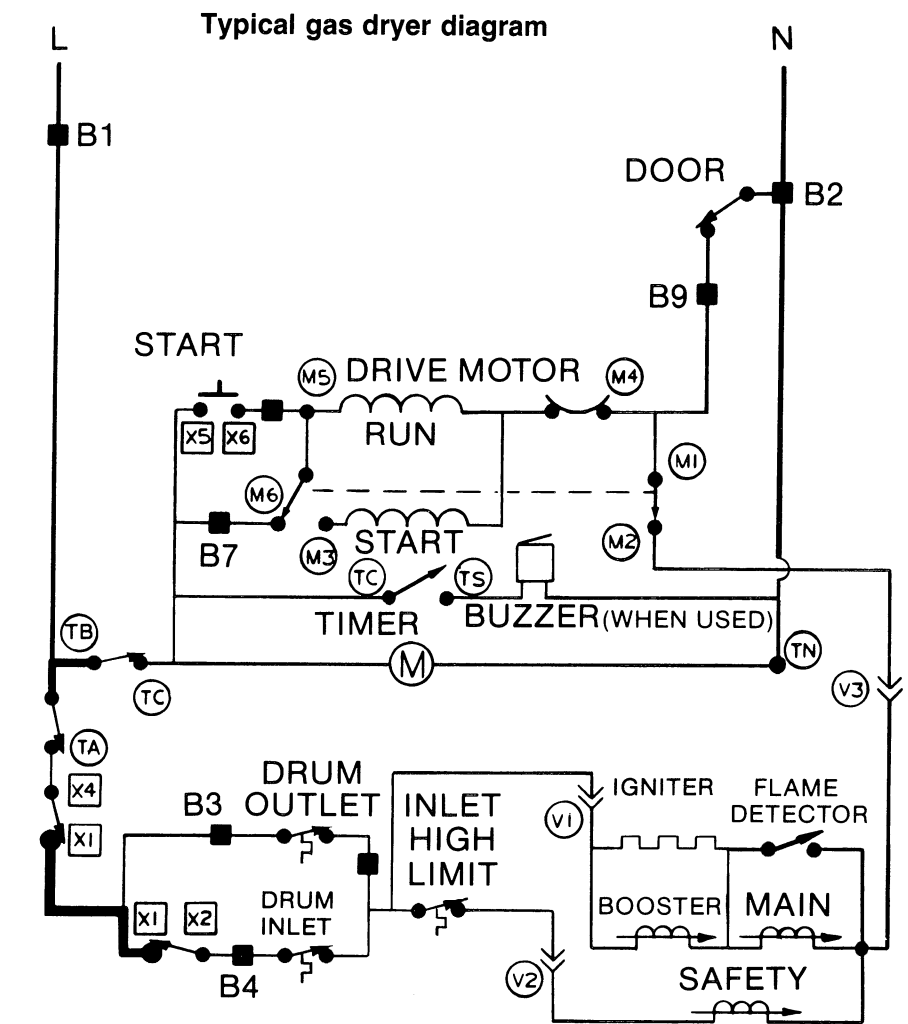 Typical gas dryer diagram
L
N
B1
DOOR
B2
B9
START
M5
DRIVE MOTOR
M4
X5
X6
RUN
M1
M6
M2
B7
M3
START
TC
TS
TIMER
BUZZER (WHEN USED)
TB
M
TN
TC
V3
TA
X4
DRUM
OUTLET
B3
INLET
HIGH
LIMIT
IGNITER
FLAME
DETECTOR
V1
X1
DRUM
INLET
X1
X2
BOOSTER
MAIN
B4
V2
SAFETY